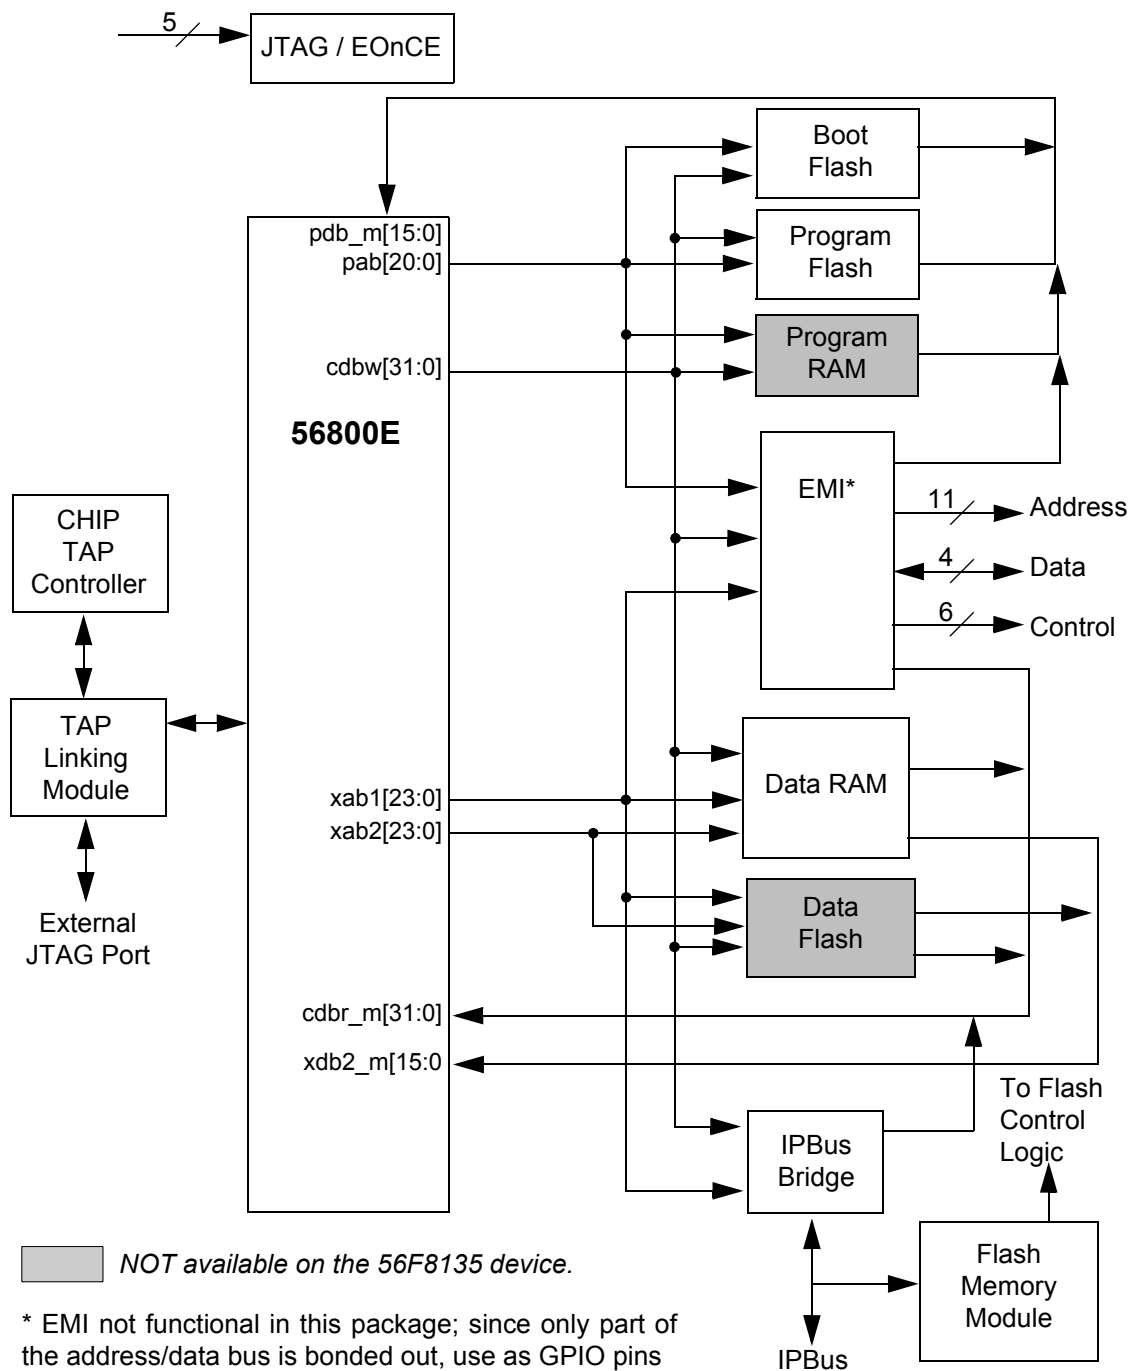 5
JTAG / EOnCE
Boot
Flash
pdb_m[15:0]
pab[20:0]
Program
Flash
cdbw[31:0]
Program
RAM
56800E
EMI*
11
Address
4
Data
6
Control
CHIP
TAP
Controller
TAP
Linking
Module
External
JTAG Port
xab1[23:0]
xab2[23:0]
Data RAM
Data
Flash
cdbr_m[31:0]
xdb2_m[15:0
To Flash
Control
Logic
IPBus
Bridge
Flash
Memory
Module
IPBus
NOT available on the 56F8135 device.
* EMI not functional in this package; since only part of
the address/data bus is bonded out, use as GPIO pins